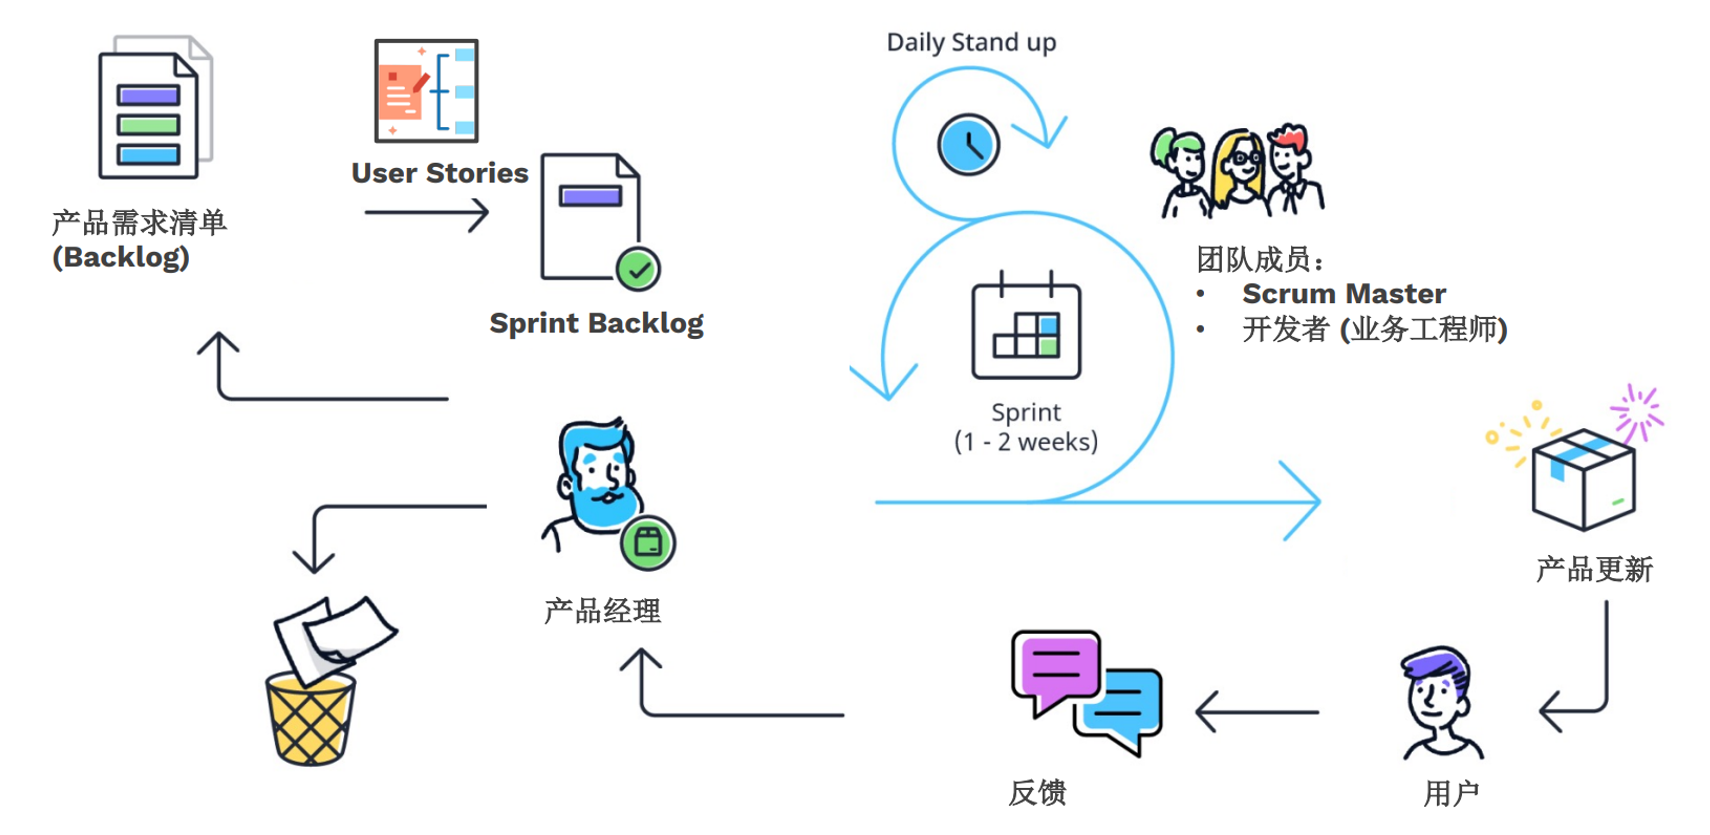 Daily Stand up
User Stories
产品需求清单
(Backlog)
Sprint Backlog
团队成员：
• Scrum Master
• 开发者 (业务工程师)
Sprint
(1 - 2 weeks)
产品更新
产品经理
反馈
用户